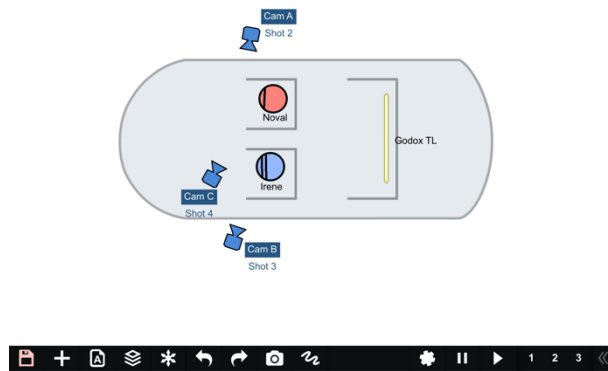 Cam A
Shot 2
Noval
Godox TL
Irene
Cam C
Shot 4
Cam B
Shot 3
A
1 2 3